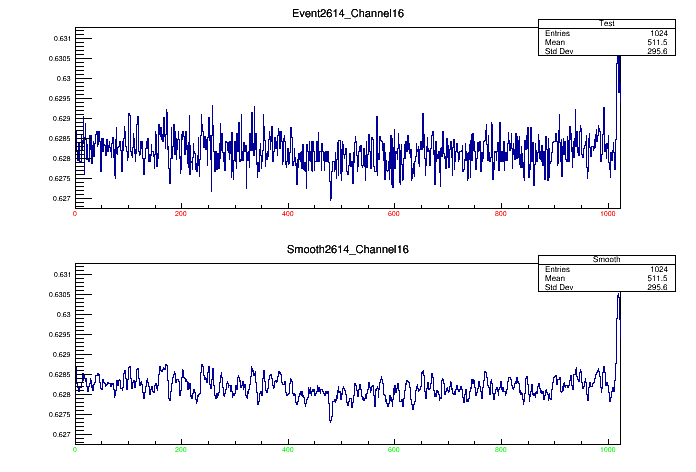 Event2614_Channel16
Test
Entries 1024
Mean 511.5
Std Dev 295.6
0.631
0.6305
0.63
0.6295
0.629
0.6285
0.628
0.6275
0.627
0 200 400 600 800 1000
Smooth2614_Channel16
Smooth
Entries 1024
Mean 511.5
Std Dev 295.6
0.631
0.6305
0.63
0.6295
0.629
0.6285
0.628
0.6275
0.627
0 200 400 600 800 1000